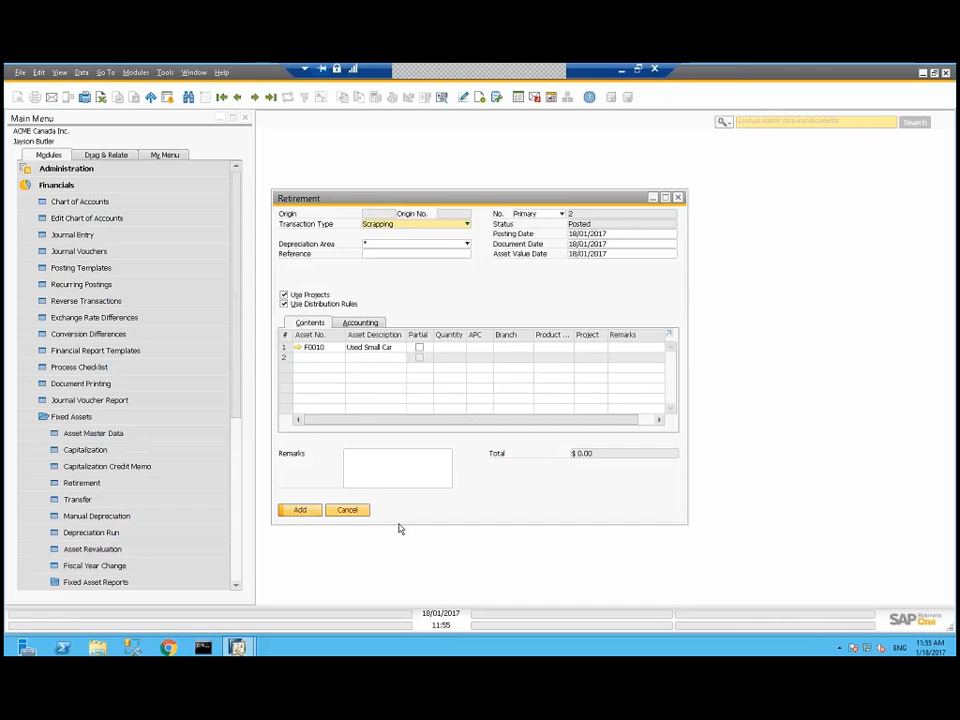 File Edit View Data Go To Modules Tools Window Help
Main Menu
ACME Canada Inc.
Jayson Butler
Modules Drag & Relate My Menu
Administration
Financials
Chart of Accounts
Edit Chart of Accounts
Journal Entry
Journal Vouchers
Posting Templates
Recurring Postings
Reverse Transactions
Exchange Rate Differences
Conversion Differences
Financial Report Templates
Process Checklist
Document Printing
Journal Voucher Report
Fixed Assets
Asset Master Data
Capitalization
Capitalization Credit Memo
Retirement
Transfer
Manual Depreciation
Depreciation Run
Asset Revaluation
Fiscal Year Change
Fixed Asset Reports
Search
Retirement
Origin Origin No. No. Primary 2
Transaction Type Scrapping Status Posted
Posting Date 18/01/2017
Depreciation Area * Document Date 18/01/2017
Reference Asset Value Date 18/01/2017
Use Projects
Use Distribution Rules
Contents Accounting
# Asset No. Asset Description Partial Quantity APC Branch Product ... Project Remarks
1 F0010 Used Small Car
2
Remarks Total $ 0.00
Add Cancel
18/01/2017
11:55
SAP Business One
ENG
11:55 AM
1/18/2017